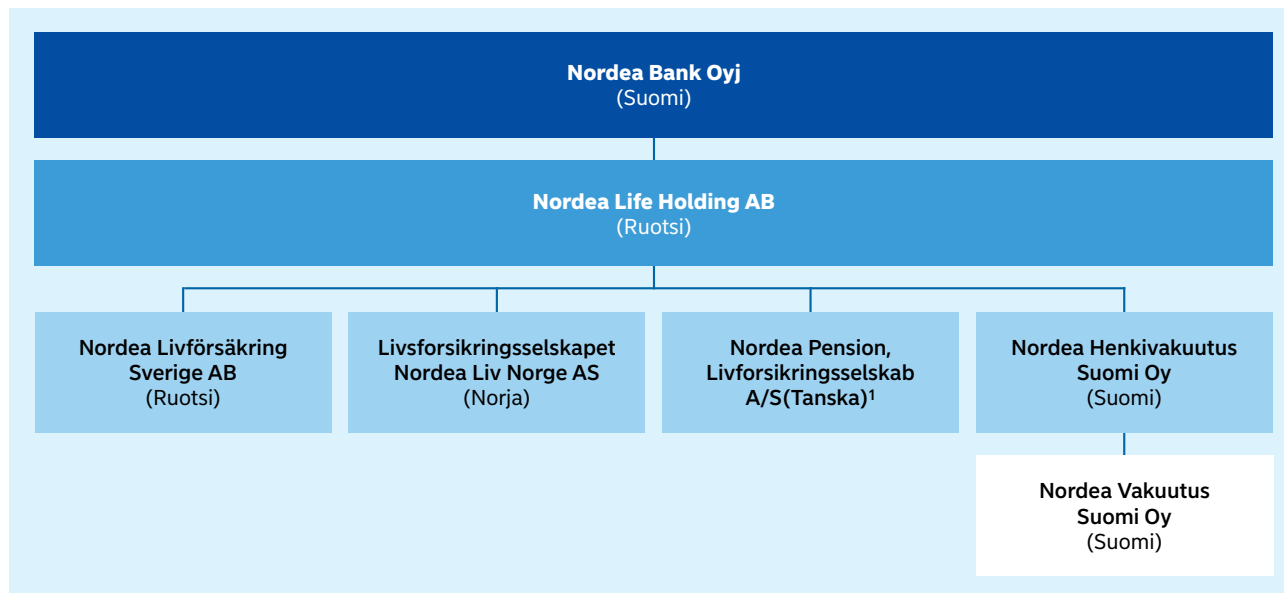 Nordea Bank Oyj
(Suomi)
Nordea Life Holding AB
(Ruotsi)
Nordea Livförsäkring
Sverige AB
(Ruotsi)
Livsforsikringsselskapet
Nordea Liv Norge AS
(Norja)
Nordea Pension,
Livforsikringsselskab
A/S(Tanska)¹
Nordea Henkivakuutus
Suomi Oy
(Suomi)
Nordea Vakuutus
Suomi Oy
(Suomi)